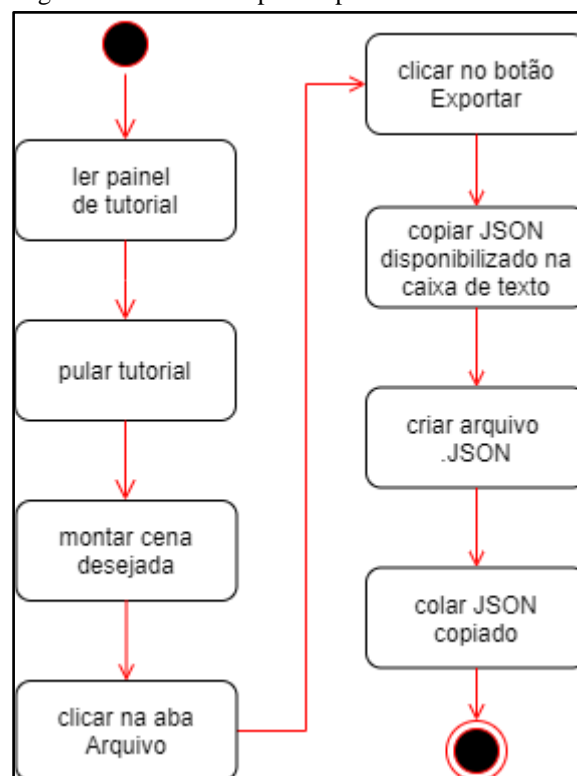 ler painel
de tutorial
pular tutorial
montar cena
desejada
clicar na aba
Arquivo
clicar no botão
Exportar
copiar JSON
disponibilizado na
caixa de texto
criar arquivo
.JSON
colar JSON
copiado